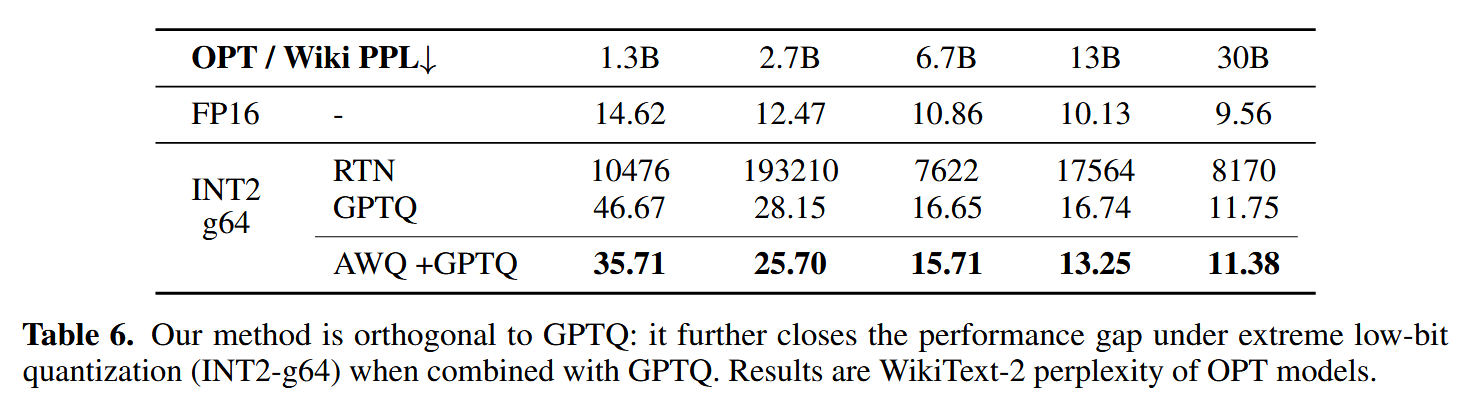 OPT / Wiki PPL↓ 1.3B 2.7B 6.7B 13B 30B
FP16 - 14.62 12.47 10.86 10.13 9.56
INT2 g64 RTN 10476 193210 7622 17564 8170
GPTQ 46.67 28.15 16.65 16.74 11.75
AWQ +GPTQ 35.71 25.70 15.71 13.25 11.38
Table 6. Our method is orthogonal to GPTQ: it further closes the performance gap under extreme low-bit
quantization (INT2-g64) when combined with GPTQ. Results are WikiText-2 perplexity of OPT models.